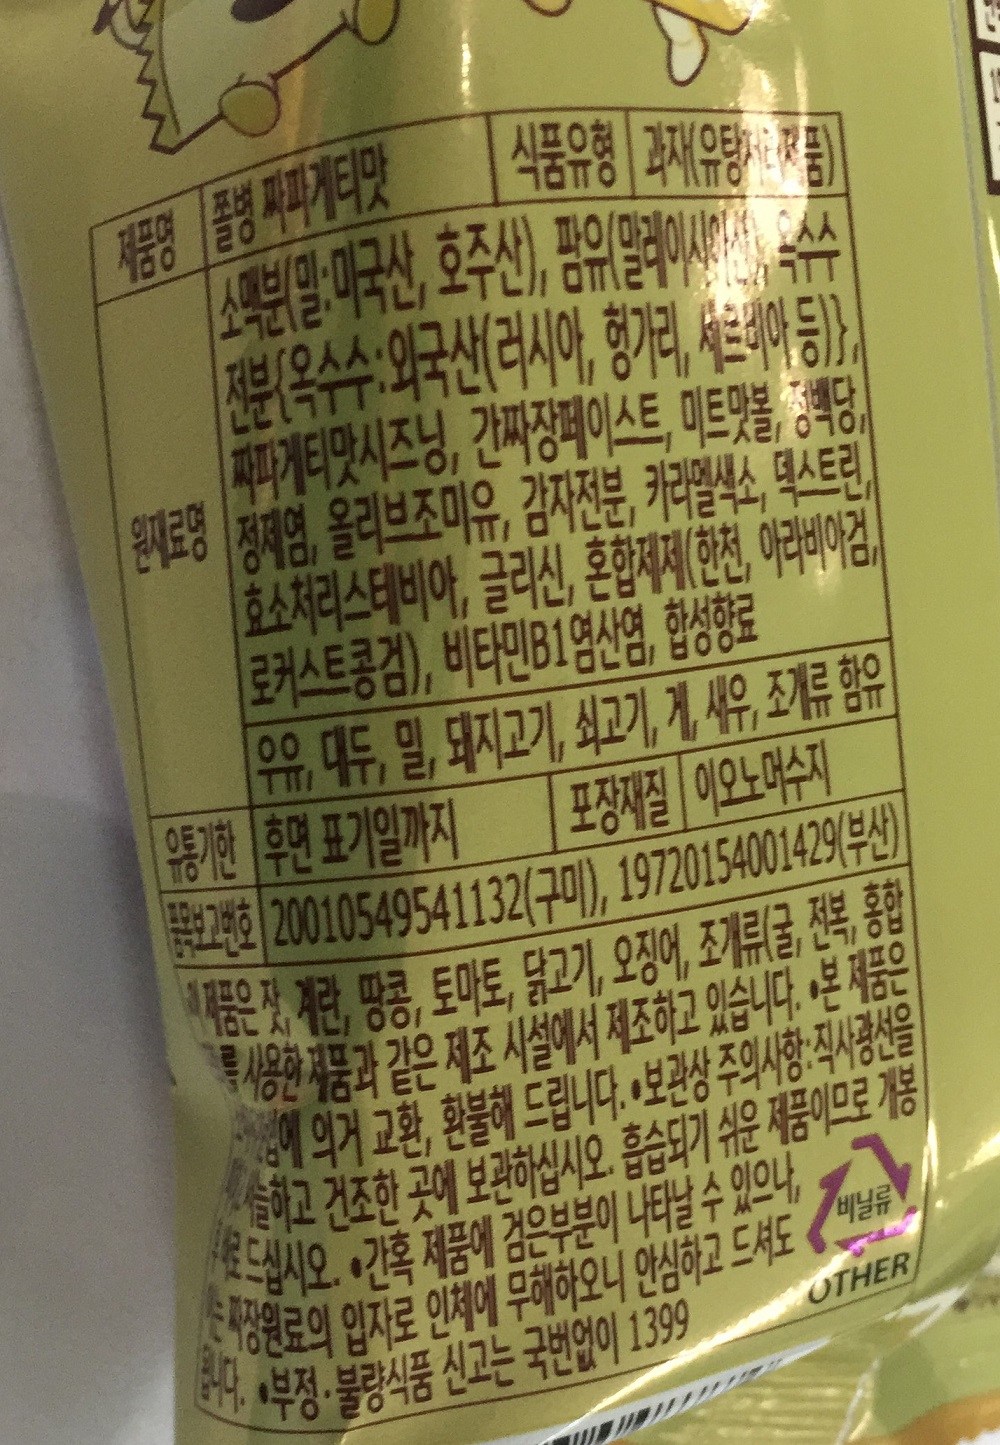 제품명 쫄병 짜파게티맛 식품유형 과자(유탕처리제품)
원재료명
소맥분(밀:미국산, 호주산), 팜유(말레이시아산), 옥수수
전분{옥수수:외국산(러시아, 헝가리, 세르비아 등)},
짜파게티맛시즈닝, 간짜장페이스트, 미트맛볼, 정백당,
정제염, 올리브조미유, 감자전분, 카라멜색소, 덱스트린,
효소처리스테비아, 글리신, 혼합제제(한천, 아라비아검,
로커스트콩검), 비타민B1염산염, 합성향료
우유, 대두, 밀, 돼지고기, 쇠고기, 게, 새우, 조개류 함유
유통기한 후면 표기일까지 포장재질 이오노머수지
품목보고번호 20010549541132(구미), 19720154001429(부산)
제품은 잣, 계란, 땅콩, 토마토, 닭고기, 오징어, 조개류(굴, 전복, 홍합
를 사용한 제품과 같은 제조 시설에서 제조하고 있습니다. •본 제품은
에 의거 교환, 환불해 드립니다. •보관상 주의사항:직사광선을
서늘하고 건조한 곳에 보관하십시오. 흡습되기 쉬운 제품이므로 개봉
드십시오. •간혹 제품에 검은부분이 나타날 수 있으나,
는 짜장원료의 입자로 인체에 무해하오니 안심하고 드셔도
됩니다. •부정·불량식품 신고는 국번없이 1399
비닐류
OTHER